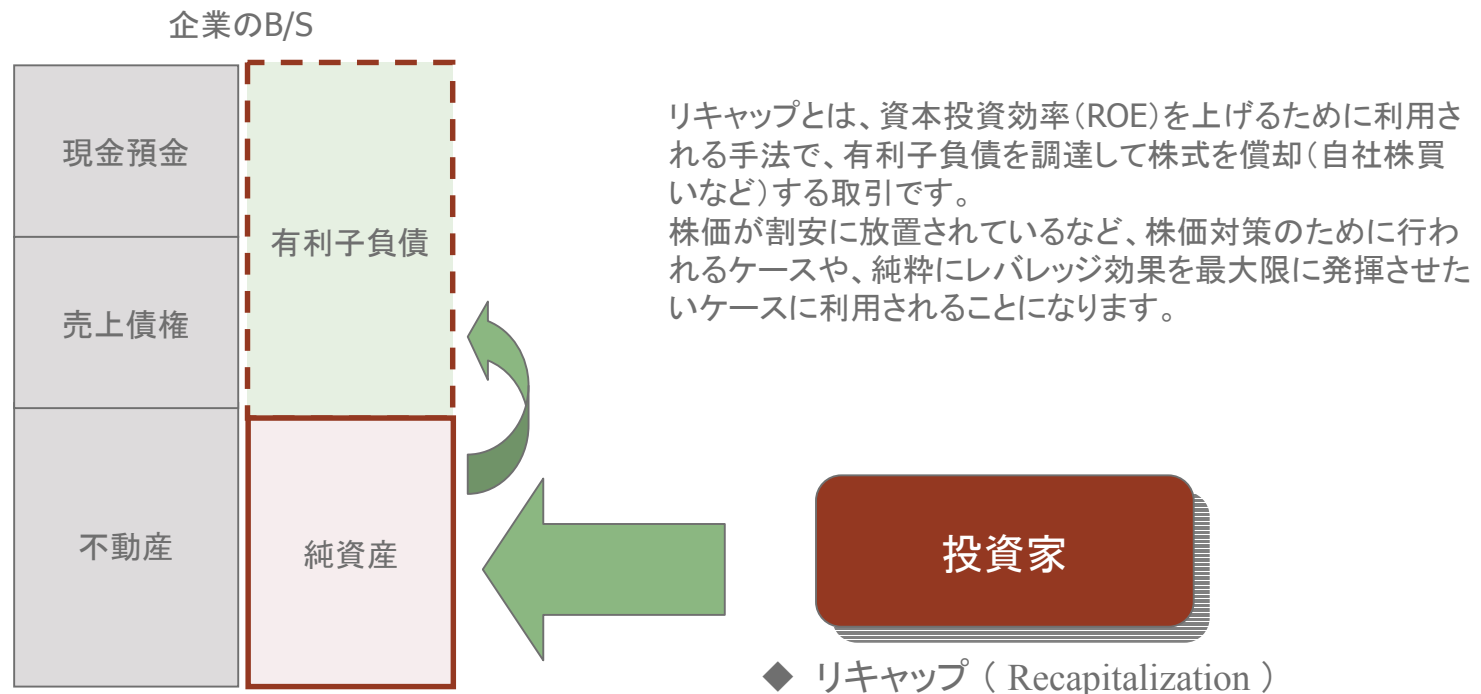 企業のB/S
現金預金
売上債権
不動産
有利子負債
純資産
リキャップとは、資本投資効率（ROE）を上げるために利用さ
れる手法で、有利子負債を調達して株式を償却（自社株買
いなど）する取引です。
株価が割安に放置されているなど、株価対策のために行わ
れるケースや、純粋にレバレッジ効果を最大限に発揮させた
いケースに利用されることになります。
投資家
◆ リキャップ （ Recapitalization ）